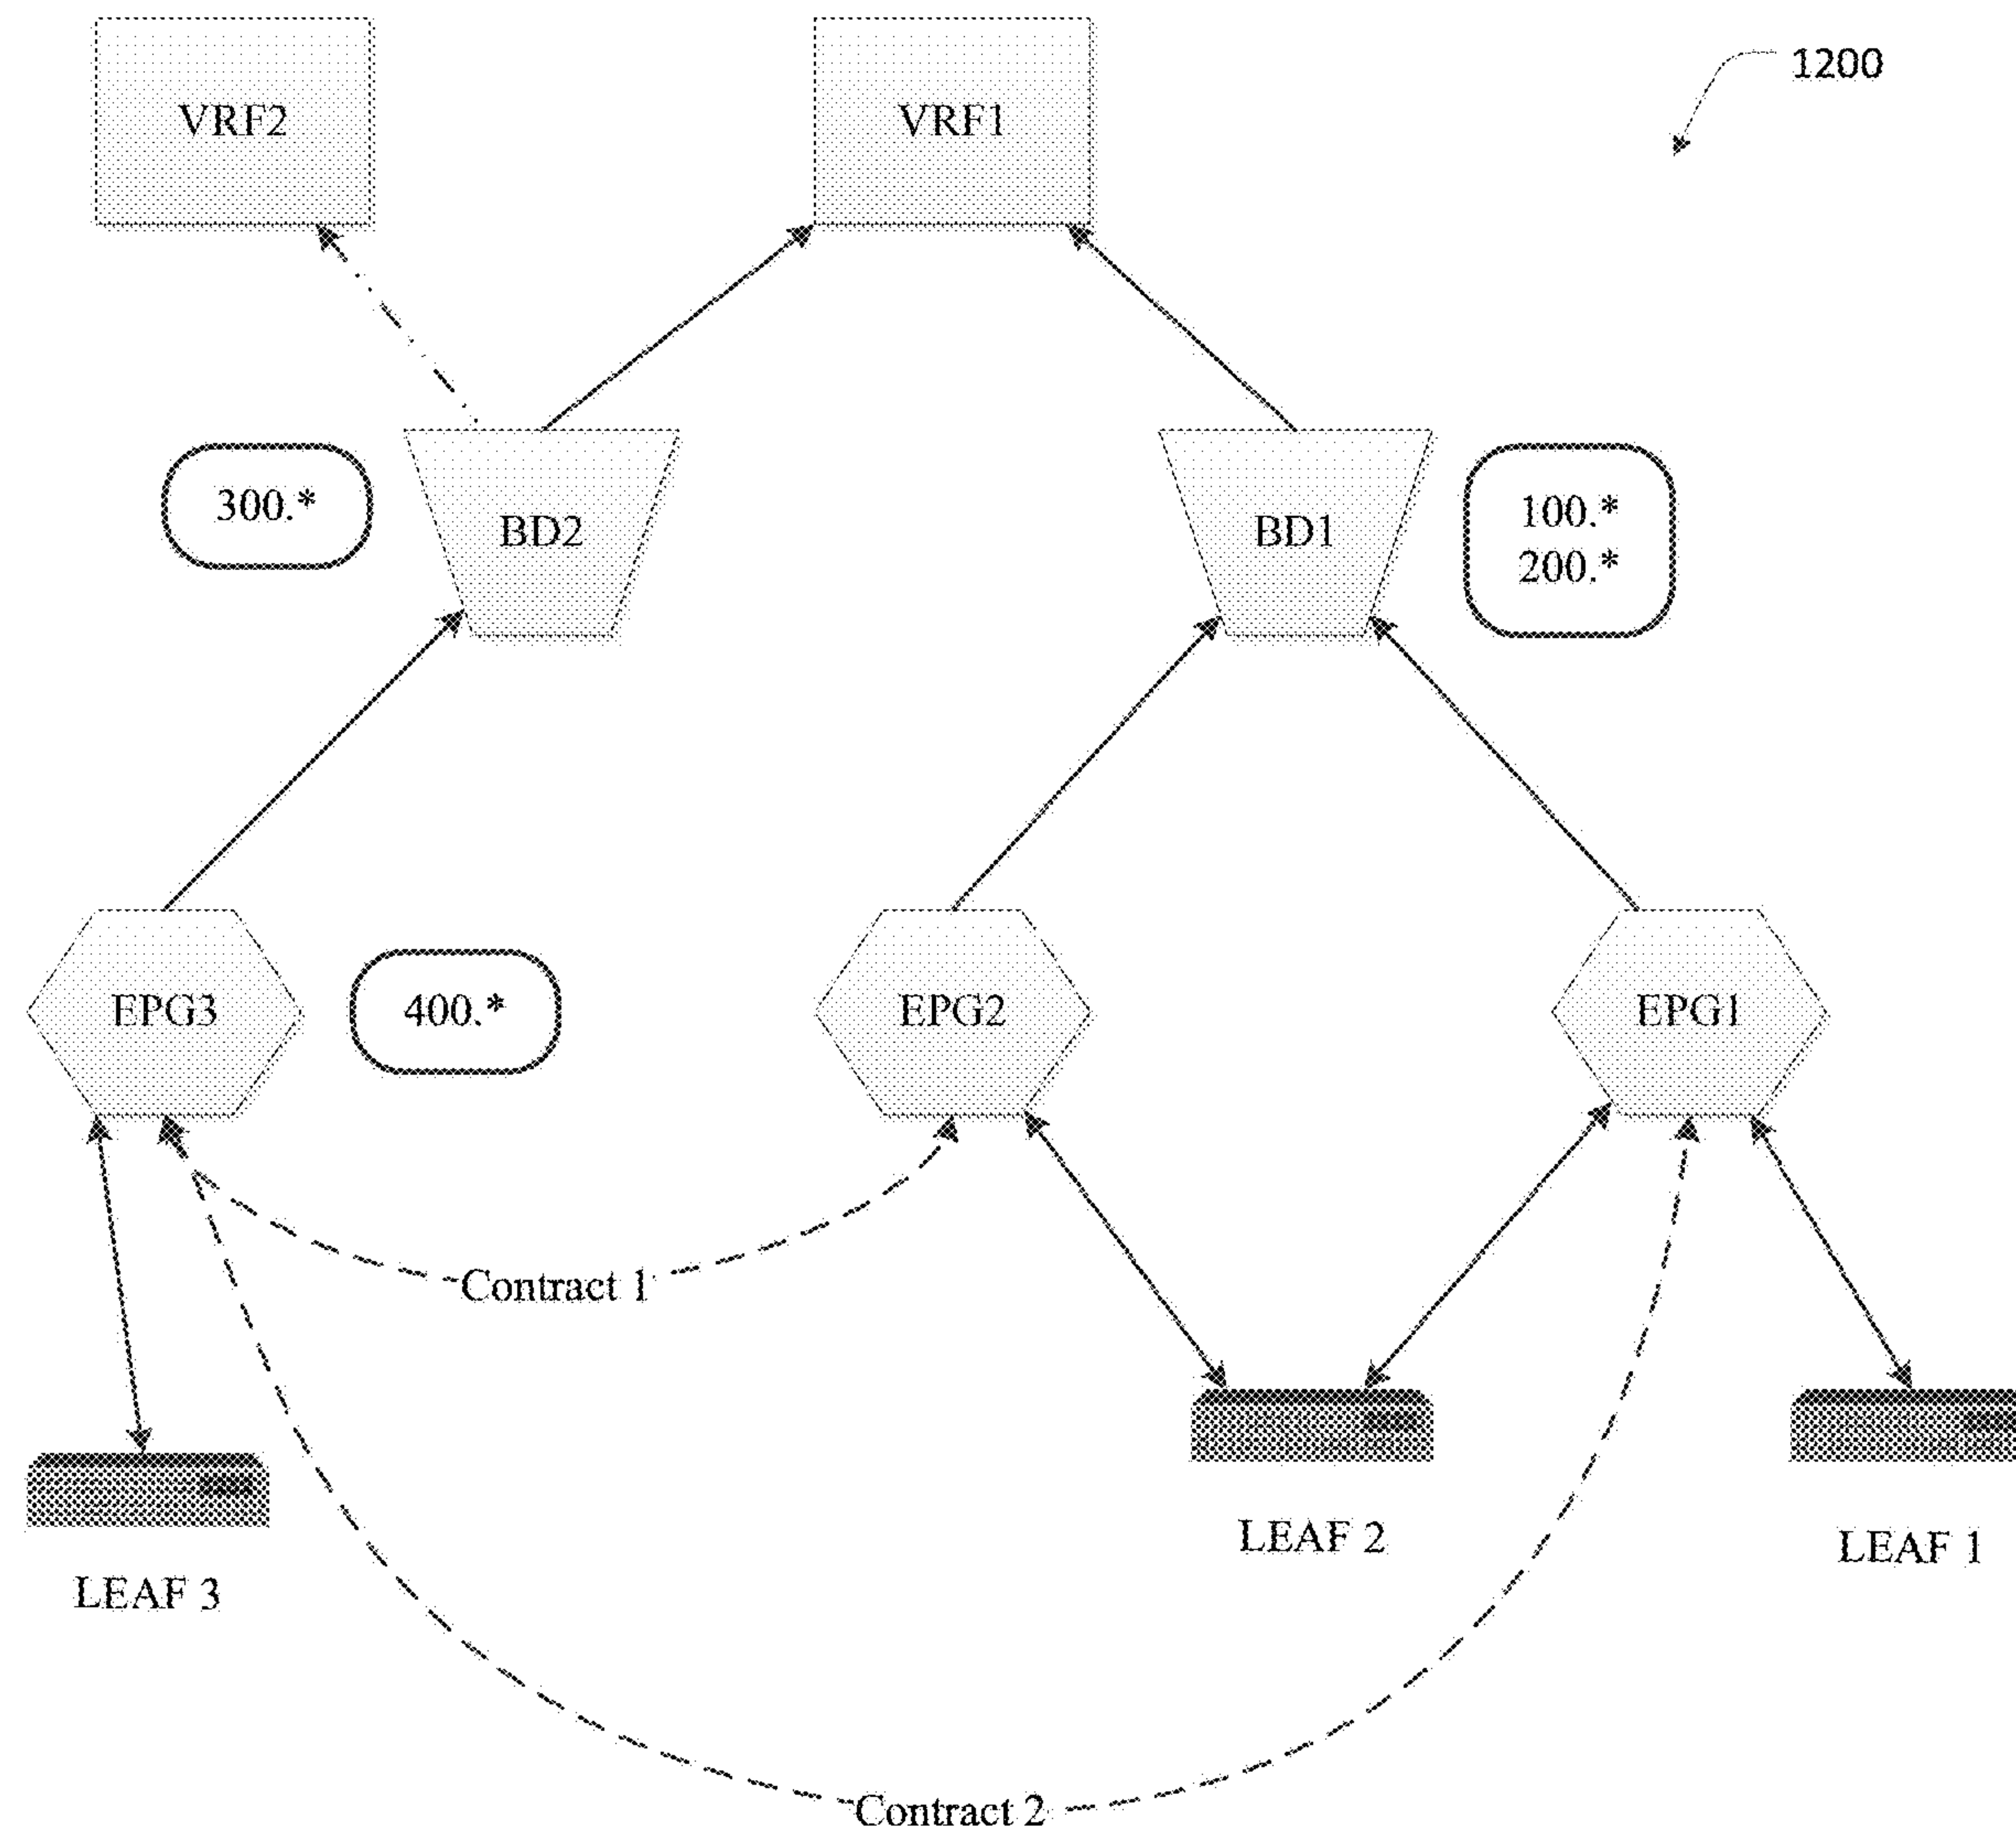 VRF2
VRF1
1200
300.*
BD2
BD1
100.*
200.*
EPG3
400.*
EPG2
EPG1
Contract 1
LEAF 3
LEAF 2
LEAF 1
Contract 2